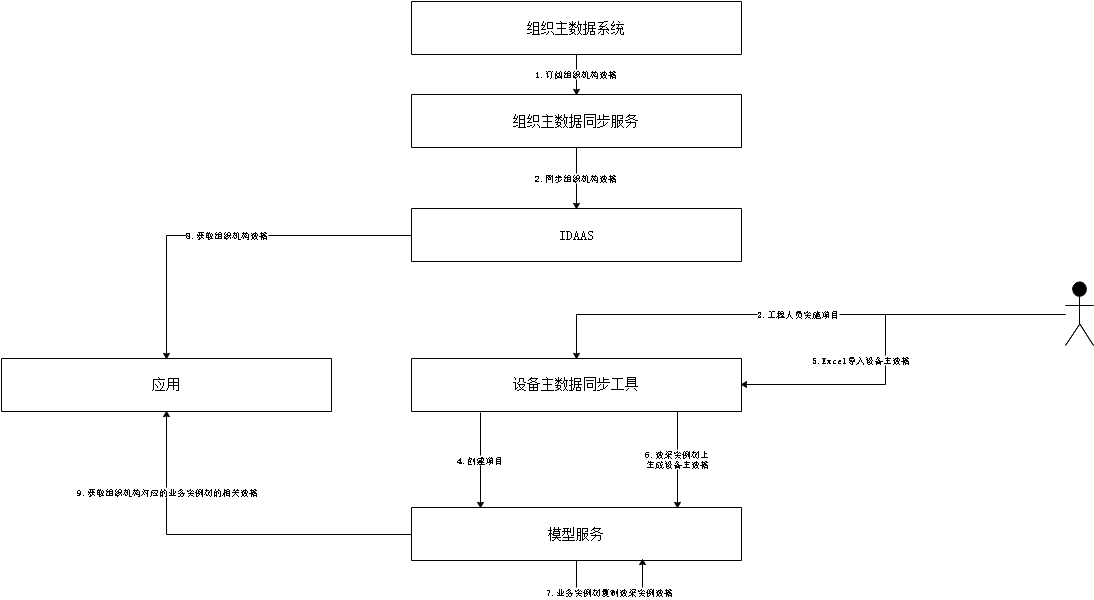 组织主数据系统
1.订阅组织机构数据
组织主数据同步服务
2.同步组织机构数据
IDAAS
8.获取组织机构数据
3.工程人员实施项目
5.Excel导入设备主数据
应用
设备主数据同步工具
4.创建项目
6.数采实例树上
生成设备主数据
9.获取组织机构对应的业务实例树的相关数据
模型服务
7.业务实例树复制数采实例数据